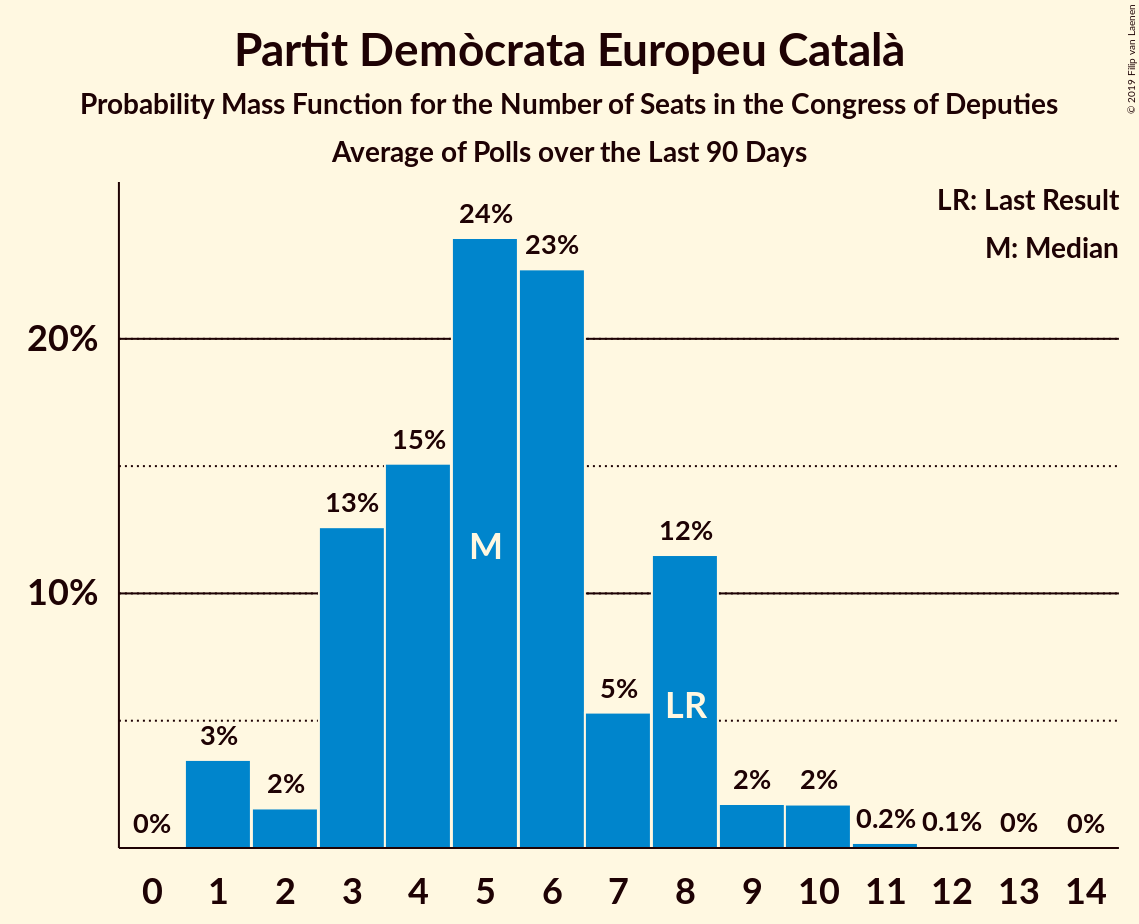 Partit Demòcrata Europeu Català
Probability Mass Function for the Number of Seats in the Congress of Deputies
Average of Polls over the Last 90 Days
© 2019 Filip van Laenen
LR: Last Result
M: Median
24%
23%
20%
15%
13%
12%
M
10%
5%
LR
3%
2%
2%
2%
0%
0.2%
0.1%
0%
0%
0 1 2 3 4 5 6 7 8 9 10 11 12 13 14